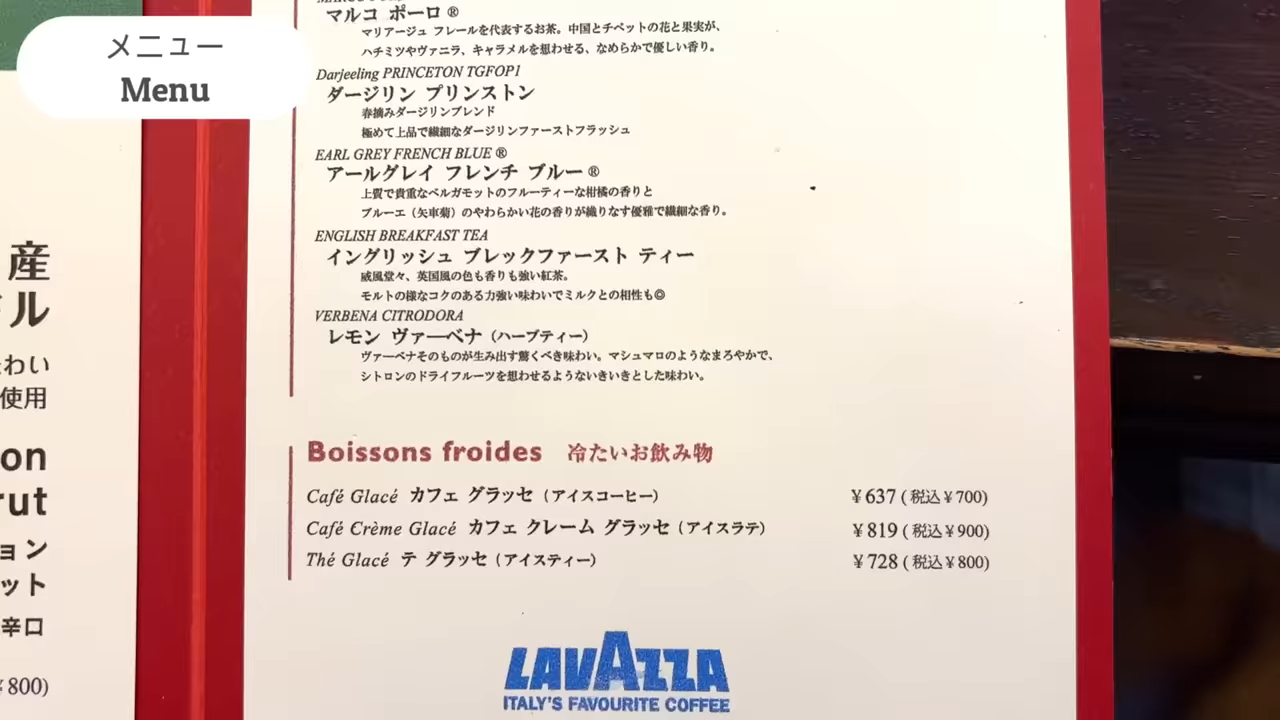 メニュー
Menu
マルコ ポーロ ®
マリアージュ フレールを代表するお茶。中国とチベットの花と果実が、
ハチミツやヴァニラ、キャラメルを想わせる、なめらかで優しい香り。
Darjeeling PRINCETON TGFOP1
ダージリン プリンストン
春摘みダージリンブレンド
極めて上品で繊細なダージリンファーストフラッシュ
EARL GREY FRENCH BLUE ®
アールグレイ フレンチ ブルー ®
上質で貴重なベルガモットのフルーティーな柑橘の香りと
ブルーエ（矢車菊）のやわらかい花の香りが織りなす優雅で繊細な香り。
ENGLISH BREAKFAST TEA
イングリッシュ ブレックファースト ティー
威風堂々、英国風の色も香りも強い紅茶。
モルトの様なコクのある力強い味わいでミルクとの相性も◎
VERBENA CITRODORA
レモン ヴァーベナ（ハーブティー）
ヴァーベナそのものが生み出す驚くべき味わい。マシュマロのようなまろやかで、
シトロンのドライフルーツを想わせるようないきいきとした味わい。
Boissons froides 冷たいお飲み物
Café Glacé カフェ グラッセ（アイスコーヒー） ¥637 (税込¥700)
Café Crème Glacé カフェ クレーム グラッセ（アイスラテ） ¥819 (税込¥900)
Thé Glacé テ グラッセ（アイスティー） ¥728 (税込¥800)
LAVAZZA
ITALY'S FAVOURITE COFFEE
産
ル
わい
使用
on
rut
ョン
ット
辛口
¥800)